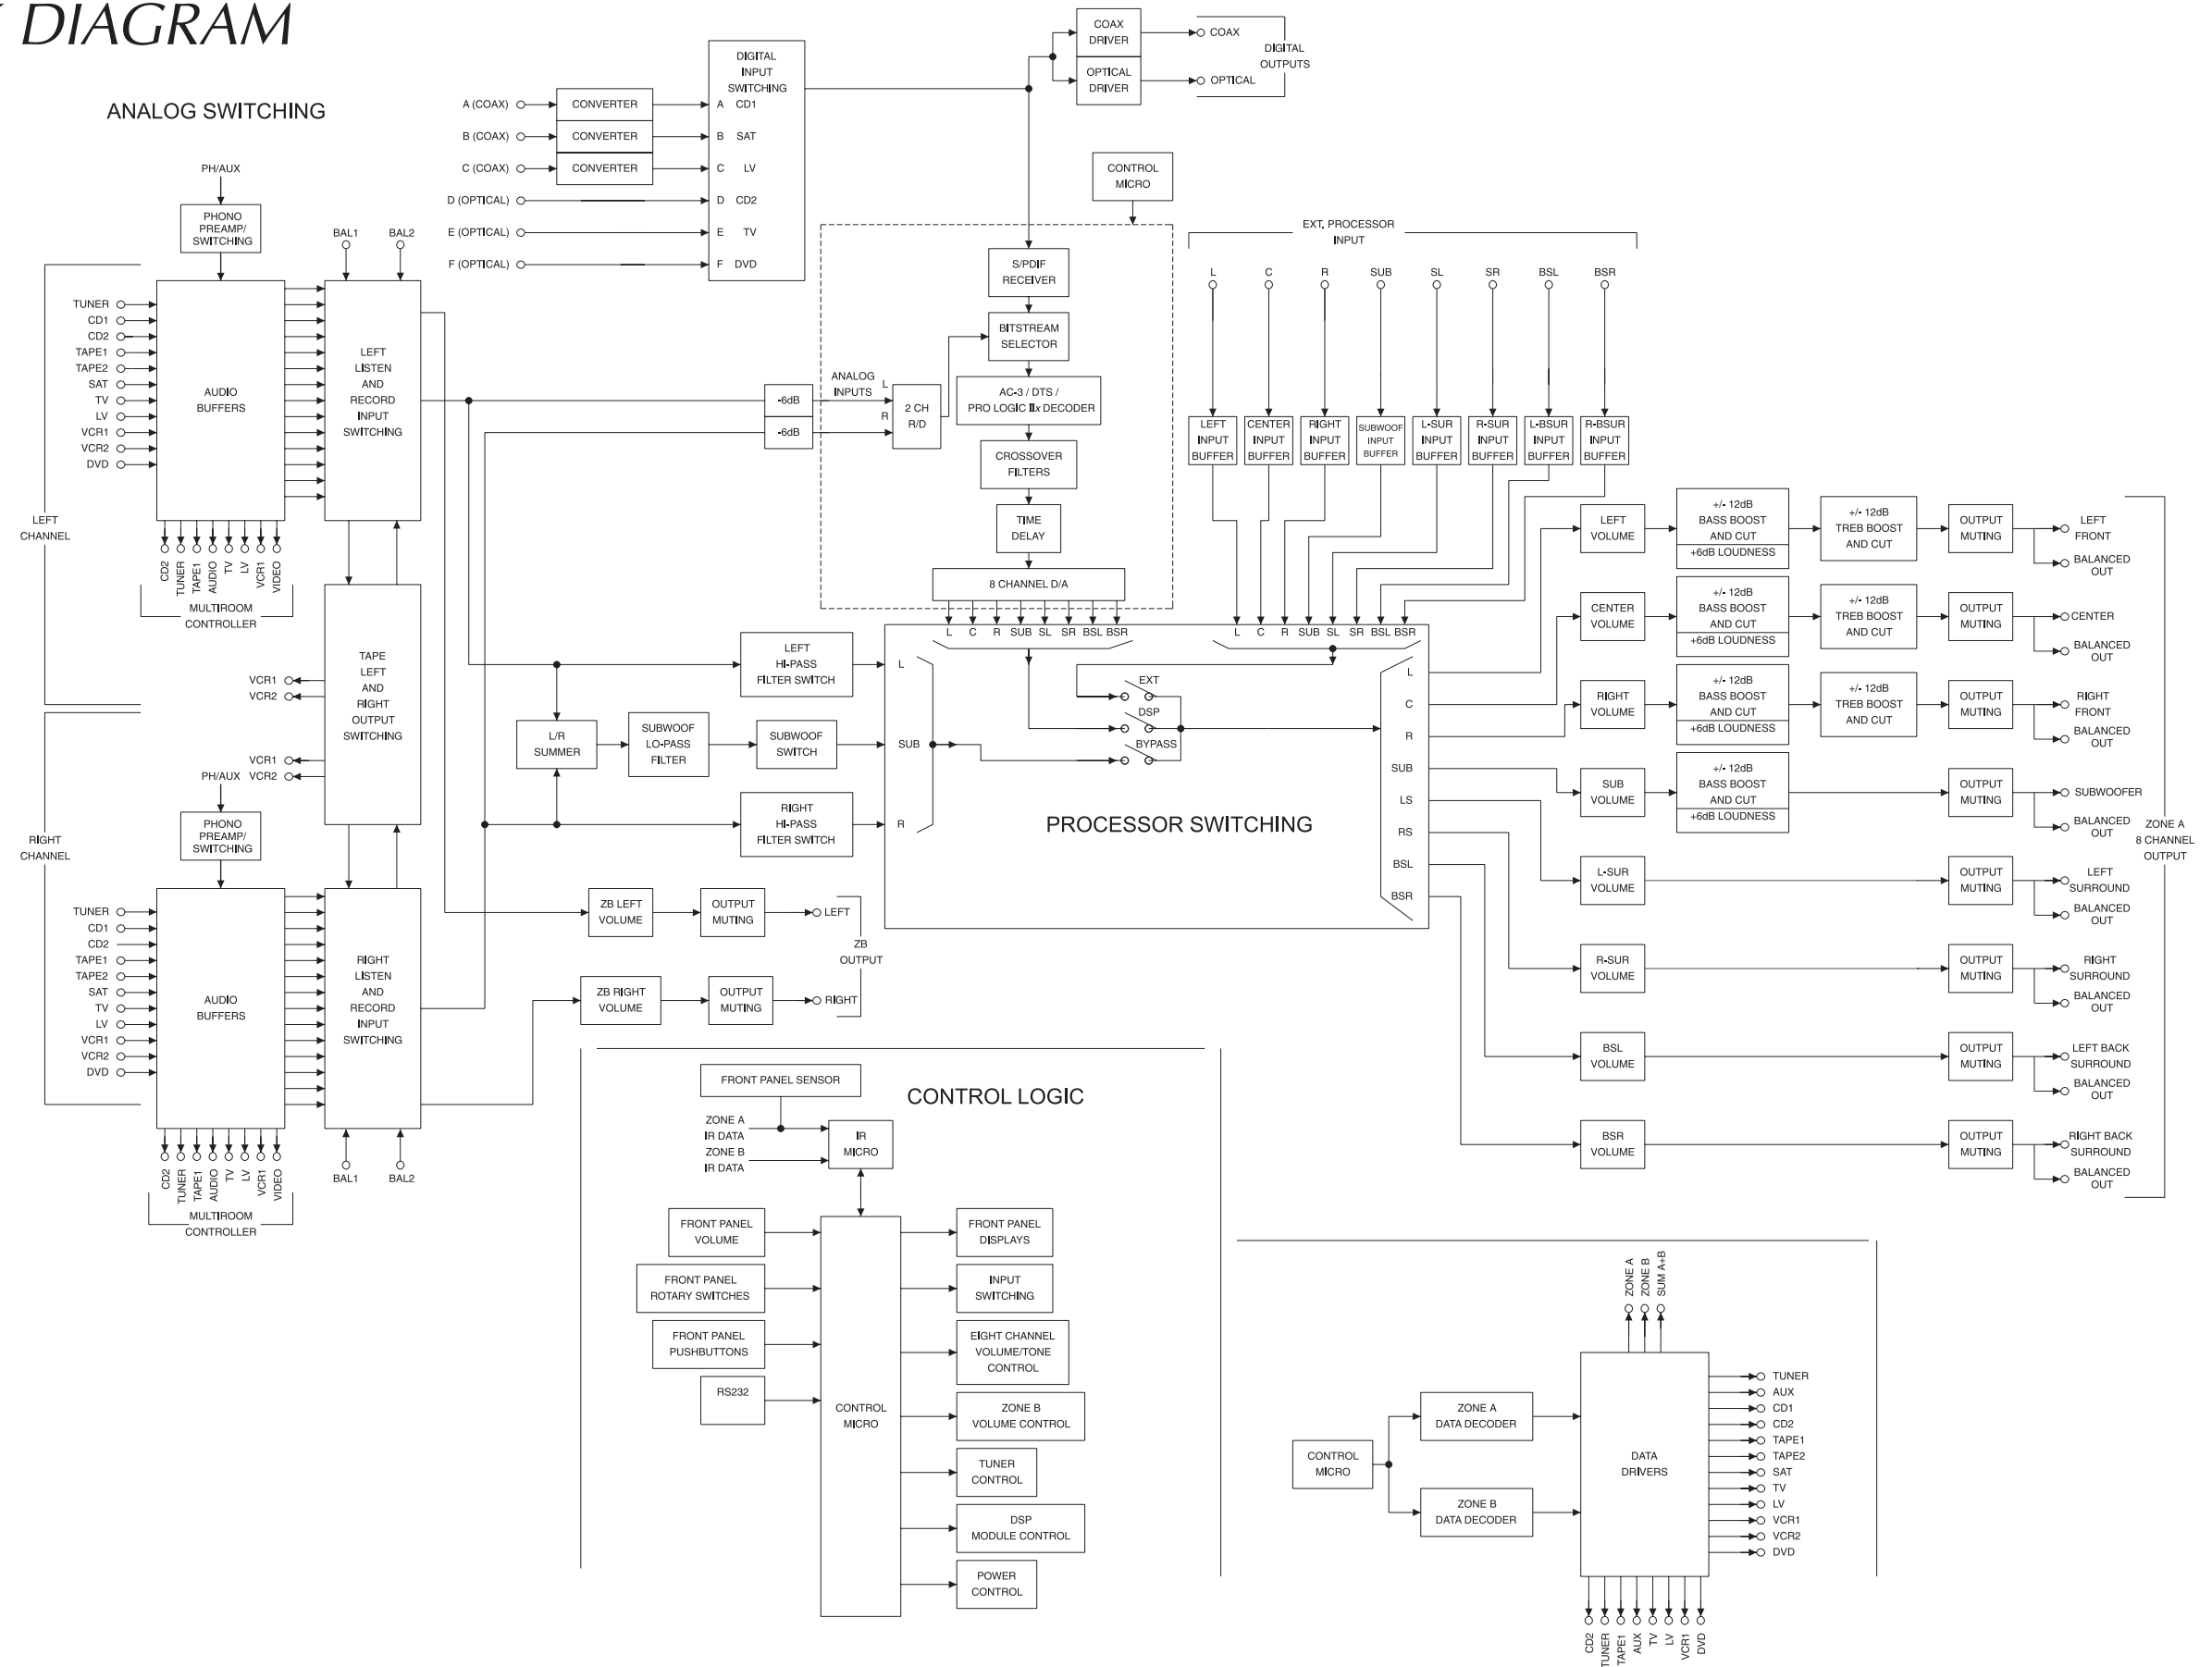 DIAGRAM
ANALOG SWITCHING
PH/AUX
PHONO
PREAMP/
SWITCHING
BAL1
BAL2
TUNER
CD1
CD2
TAPE1
TAPE2
SAT
TV
LV
VCR1
VCR2
DVD
AUDIO
BUFFERS
LEFT
LISTEN
AND
RECORD
INPUT
SWITCHING
LEFT
CHANNEL
CD2
TUNER
TAPE1
AUDIO
TV
LV
VCR1
VIDEO
MULTIROOM
CONTROLLER
TAPE
LEFT
AND
RIGHT
OUTPUT
SWITCHING
VCR1
VCR2
VCR1
VCR2
PH/AUX
PHONO
PREAMP/
SWITCHING
RIGHT
CHANNEL
TUNER
CD1
CD2
TAPE1
TAPE2
SAT
TV
LV
VCR1
VCR2
DVD
AUDIO
BUFFERS
RIGHT
LISTEN
AND
RECORD
INPUT
SWITCHING
BAL1
BAL2
CD2
TUNER
TAPE1
AUDIO
TV
LV
VCR1
VIDEO
MULTIROOM
CONTROLLER
A (COAX)
B (COAX)
C (COAX)
D (OPTICAL)
E (OPTICAL)
F (OPTICAL)
CONVERTER
CONVERTER
CONVERTER
DIGITAL
INPUT
SWITCHING
A CD1
B SAT
C LV
D CD2
E TV
F DVD
COAX
DRIVER
OPTICAL
DRIVER
COAX
OPTICAL
DIGITAL
OUTPUTS
CONTROL
MICRO
S/PDIF
RECEIVER
BITSTREAM
SELECTOR
AC-3 / DTS /
PRO LOGIC IIx DECODER
CROSSOVER
FILTERS
TIME
DELAY
8 CHANNEL D/A
-6dB
-6dB
ANALOG
INPUTS
L
R
2 CH
R/D
EXT. PROCESSOR
INPUT
L C R SUB SL SR BSL BSR
LEFT
INPUT
BUFFER
CENTER
INPUT
BUFFER
RIGHT
INPUT
BUFFER
SUBWOOF
INPUT
BUFFER
L-SUR
INPUT
BUFFER
R-SUR
INPUT
BUFFER
L-BSUR
INPUT
BUFFER
R-BSUR
INPUT
BUFFER
L C R SUB SL SR BSL BSR
L C R SUB SL SR BSL BSR
LEFT
HI-PASS
FILTER SWITCH
L/R
SUMMER
SUBWOOF
LO-PASS
FILTER
SUBWOOF
SWITCH
RIGHT
HI-PASS
FILTER SWITCH
L
SUB
R
EXT
DSP
BYPASS
PROCESSOR SWITCHING
L
C
R
SUB
LS
RS
BSL
BSR
ZB LEFT
VOLUME
OUTPUT
MUTING
LEFT
ZB
OUTPUT
ZB RIGHT
VOLUME
OUTPUT
MUTING
RIGHT
LEFT
VOLUME
+/- 12dB
BASS BOOST
AND CUT
+6dB LOUDNESS
+/- 12dB
TREB BOOST
AND CUT
OUTPUT
MUTING
LEFT
FRONT
BALANCED
OUT
CENTER
VOLUME
+/- 12dB
BASS BOOST
AND CUT
+6dB LOUDNESS
+/- 12dB
TREB BOOST
AND CUT
OUTPUT
MUTING
CENTER
BALANCED
OUT
RIGHT
VOLUME
+/- 12dB
BASS BOOST
AND CUT
+6dB LOUDNESS
+/- 12dB
TREB BOOST
AND CUT
OUTPUT
MUTING
RIGHT
FRONT
BALANCED
OUT
SUB
VOLUME
+/- 12dB
BASS BOOST
AND CUT
+6dB LOUDNESS
OUTPUT
MUTING
SUBWOOFER
BALANCED
OUT
ZONE A
8 CHANNEL
OUTPUT
L-SUR
VOLUME
OUTPUT
MUTING
LEFT
SURROUND
BALANCED
OUT
R-SUR
VOLUME
OUTPUT
MUTING
RIGHT
SURROUND
BALANCED
OUT
BSL
VOLUME
OUTPUT
MUTING
LEFT BACK
SURROUND
BALANCED
OUT
BSR
VOLUME
OUTPUT
MUTING
RIGHT BACK
SURROUND
BALANCED
OUT
CONTROL LOGIC
FRONT PANEL SENSOR
ZONE A
IR DATA
ZONE B
IR DATA
IR
MICRO
FRONT PANEL
VOLUME
FRONT PANEL
ROTARY SWITCHES
FRONT PANEL
PUSHBUTTONS
RS232
CONTROL
MICRO
FRONT PANEL
DISPLAYS
INPUT
SWITCHING
EIGHT CHANNEL
VOLUME/TONE
CONTROL
ZONE B
VOLUME CONTROL
TUNER
CONTROL
DSP
MODULE CONTROL
POWER
CONTROL
CONTROL
MICRO
ZONE A
DATA DECODER
ZONE B
DATA DECODER
DATA
DRIVERS
ZONE A
ZONE B
SUM A+B
TUNER
AUX
CD1
CD2
TAPE1
TAPE2
SAT
TV
LV
VCR1
VCR2
DVD
CD2
TUNER
TAPE1
AUX
TV
LV
VCR1
DVD